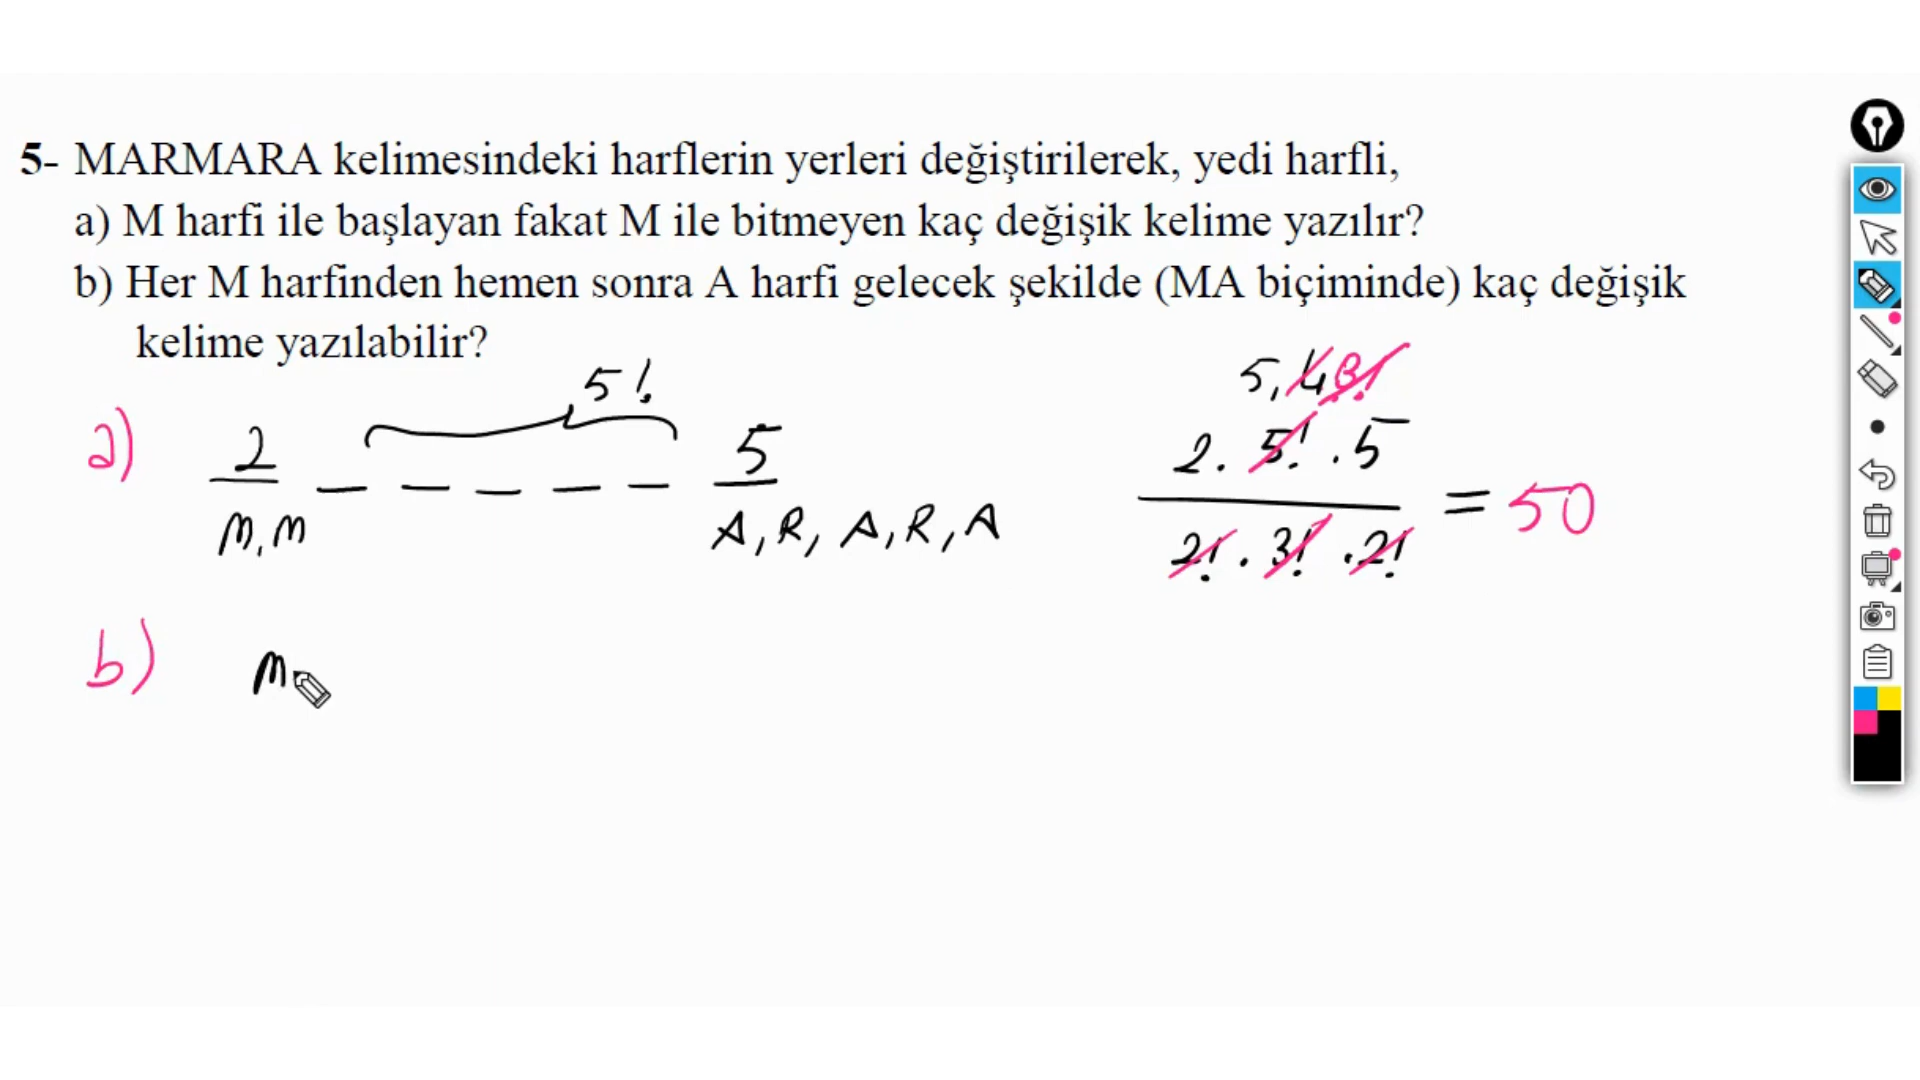 5- MARMARA kelimesindeki harflerin yerleri değiştirilerek, yedi harfli,
a) M harfi ile başlayan fakat M ile bitmeyen kaç değişik kelime yazılır?
b) Her M harfinden hemen sonra A harfi gelecek şekilde (MA biçiminde) kaç değişik
kelime yazılabilir?
5!
5.4.3!
a) 2 _ _ _ _ _ 5
2. 5! .5
= 50
M, M A, R, A, R, A
2! . 3! . 2!
b) M